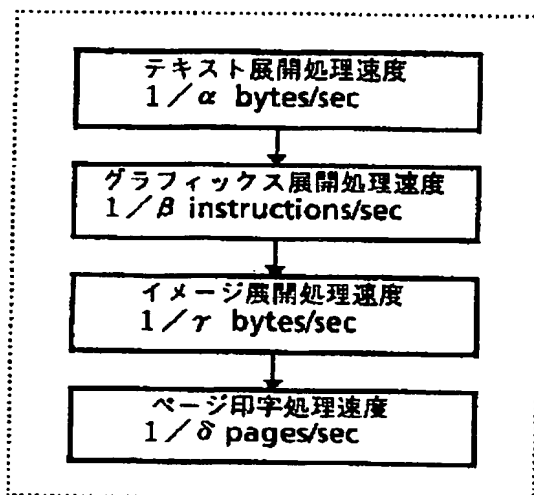 テキスト展開処理速度
1／α bytes/sec
グラフィックス展開処理速度
1／β instructions/sec
イメージ展開処理速度
1／γ bytes/sec
ページ印字処理速度
1／δ pages/sec